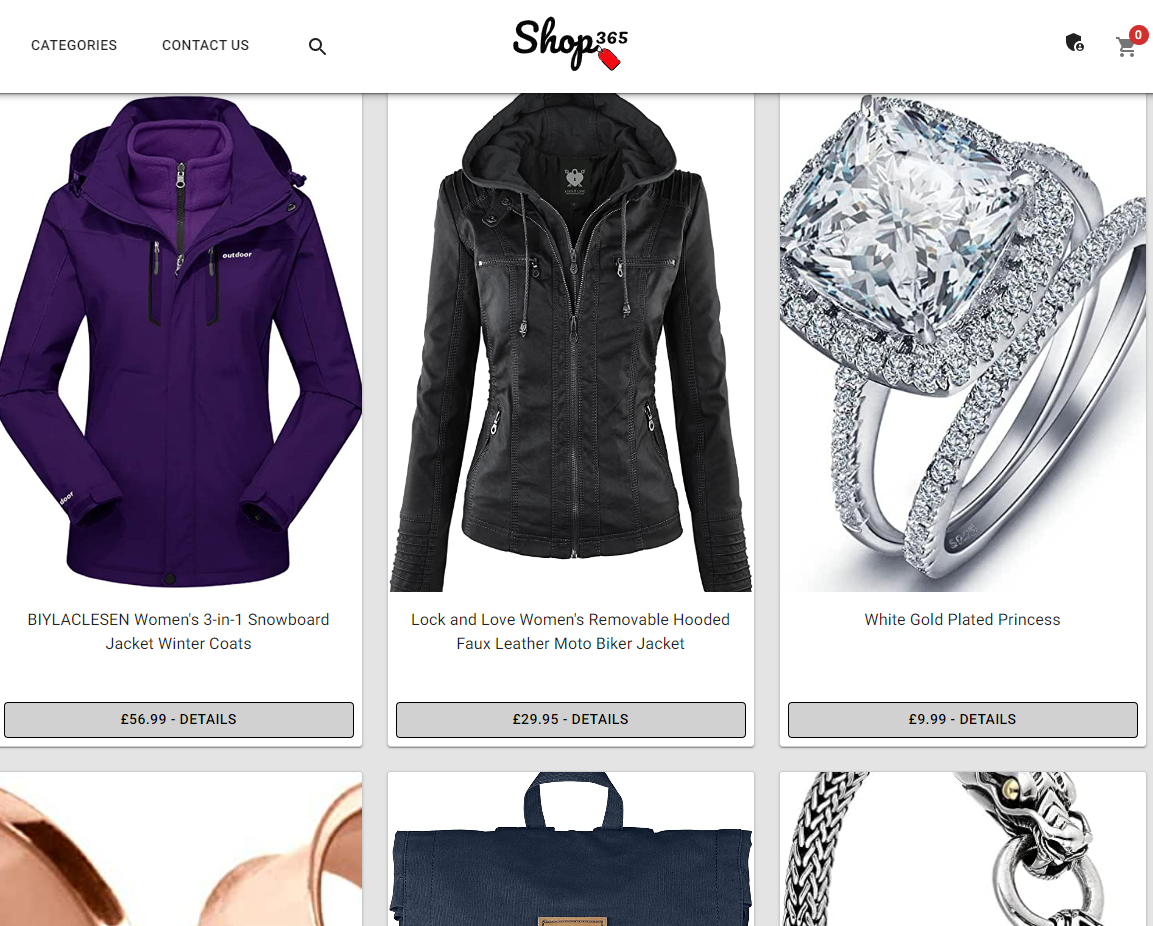 CATEGORIES
CONTACT US
Shop365
0
outdoor
door
BIYLACLESEN Women's 3-in-1 Snowboard
Jacket Winter Coats
£56.99 - DETAILS
Lock and Love Women's Removable Hooded
Faux Leather Moto Biker Jacket
£29.95 - DETAILS
White Gold Plated Princess
£9.99 - DETAILS